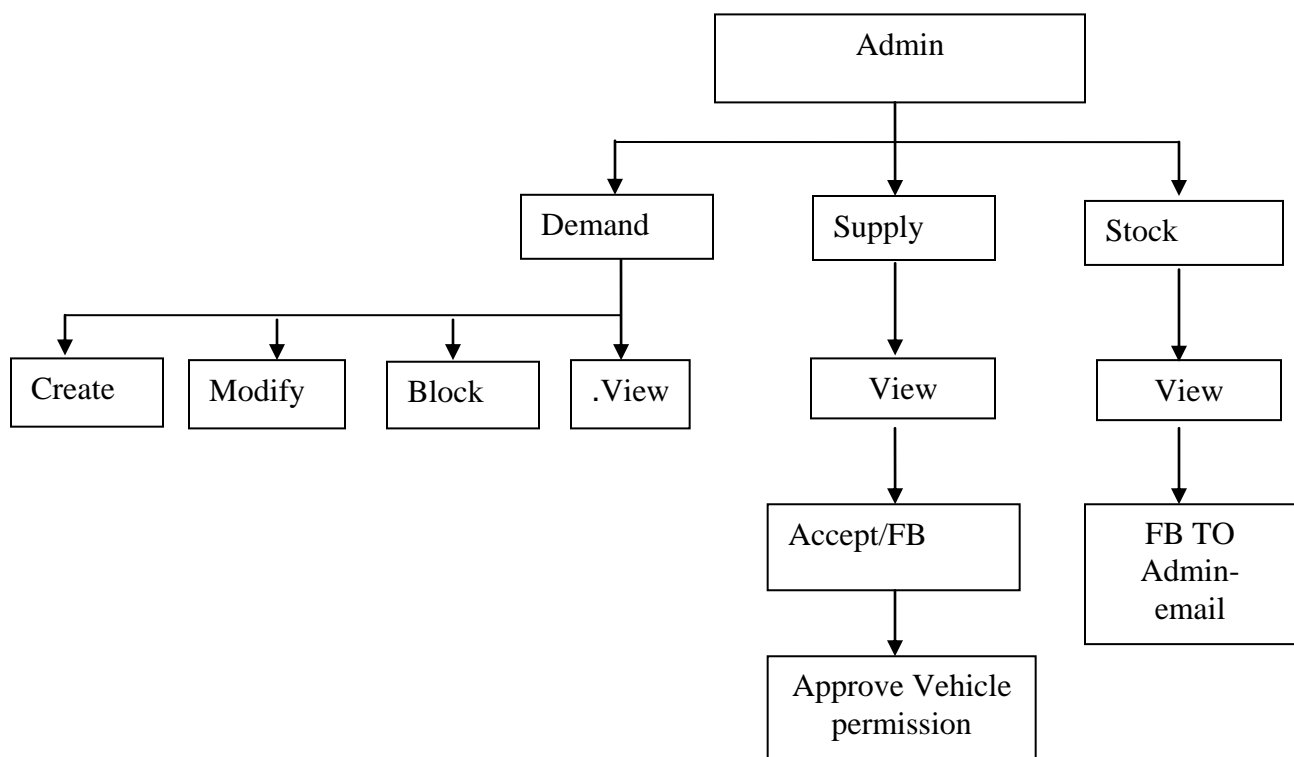 Admin
Demand
Supply
Stock
Create
Modify
Block
.View
View
View
Accept/FB
FB TO
Admin-
email
Approve Vehicle
permission